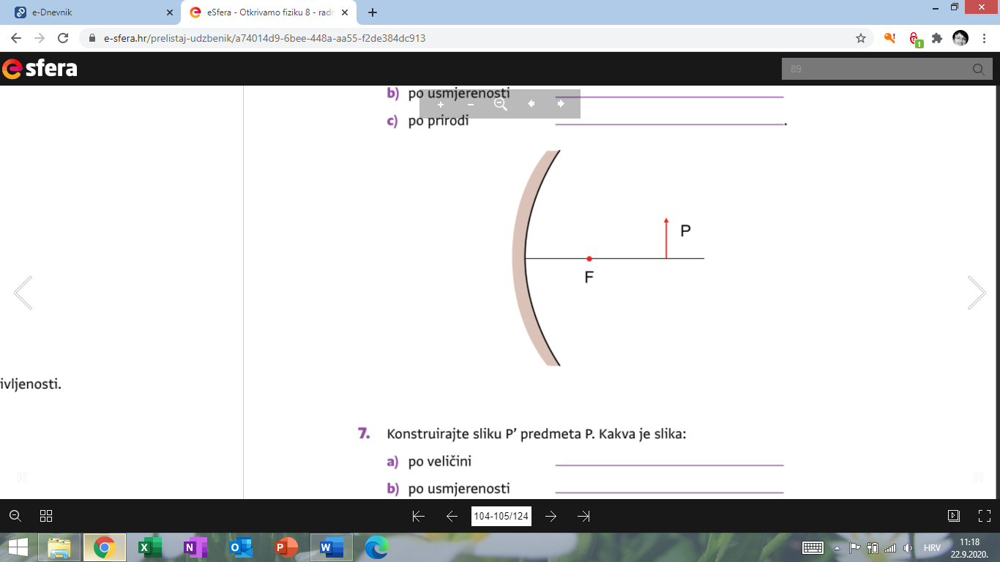 e-Dnevnik
eSfera - Otkrivamo fiziku 8 - radn
e-sfera.hr/prelistaj-udzbenik/a74014d9-6bee-448a-aa55-f2de384dc913
1
e sfera
89.
b) po usmjerenosti
c) po prirodi .
P
F
ivljenosti.
7. Konstruirajte sliku P’ predmeta P. Kakva je slika:
a) po veličini
b) po usmjerenosti
104-105/124
HRV
11:18
22.9.2020.